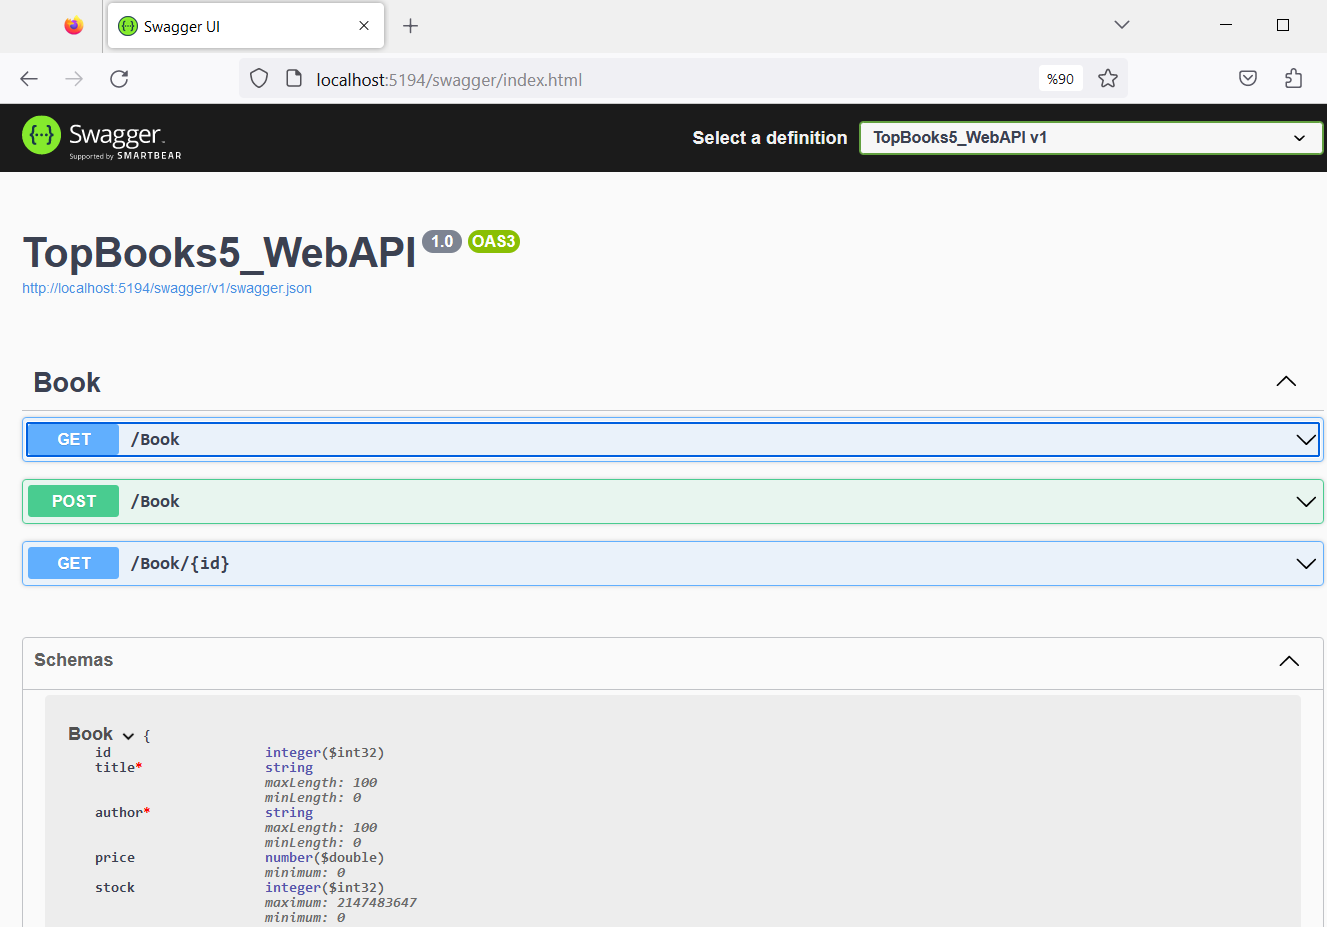 Swagger UI
localhost:5194/swagger/index.html
%90
Swagger
Supported by SMARTBEAR
Select a definition
TopBooks5_WebAPI v1
TopBooks5_WebAPI 1.0 OAS3
http://localhost:5194/swagger/v1/swagger.json
Book
GET /Book
POST /Book
GET /Book/{id}
Schemas
Book {
id integer($int32)
title* string
maxLength: 100
minLength: 0
author* string
maxLength: 100
minLength: 0
price number($double)
minimum: 0
stock integer($int32)
maximum: 2147483647
minimum: 0